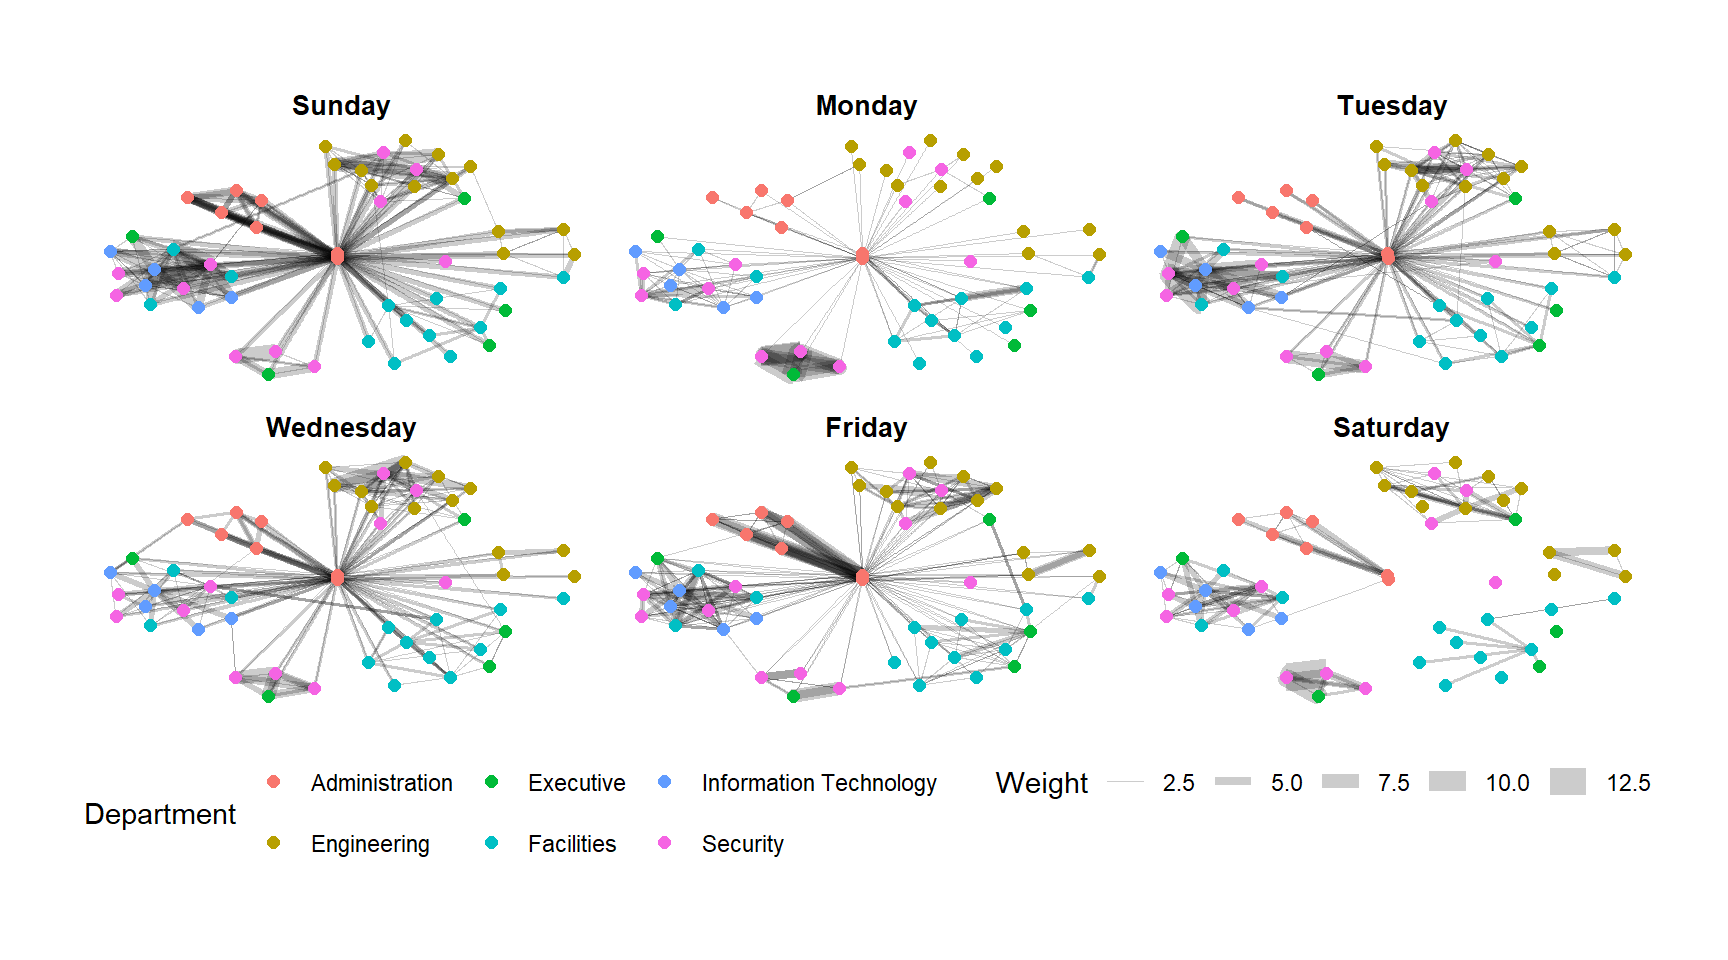 Sunday
Monday
Tuesday
Wednesday
Friday
Saturday
Department
Administration
Executive
Information Technology
Engineering
Facilities
Security
Weight
2.5
5.0
7.5
10.0
12.5